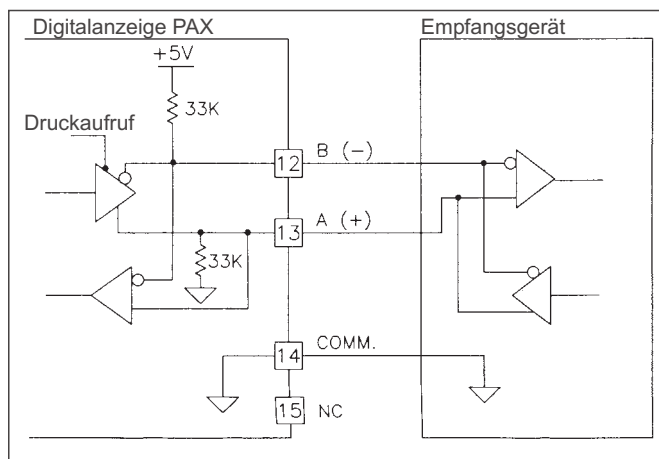 Digitalanzeige PAX
Empfangsgerät
+5V
33K
Druckaufruf
12
B (-)
13
A (+)
33K
14
COMM.
15
NC